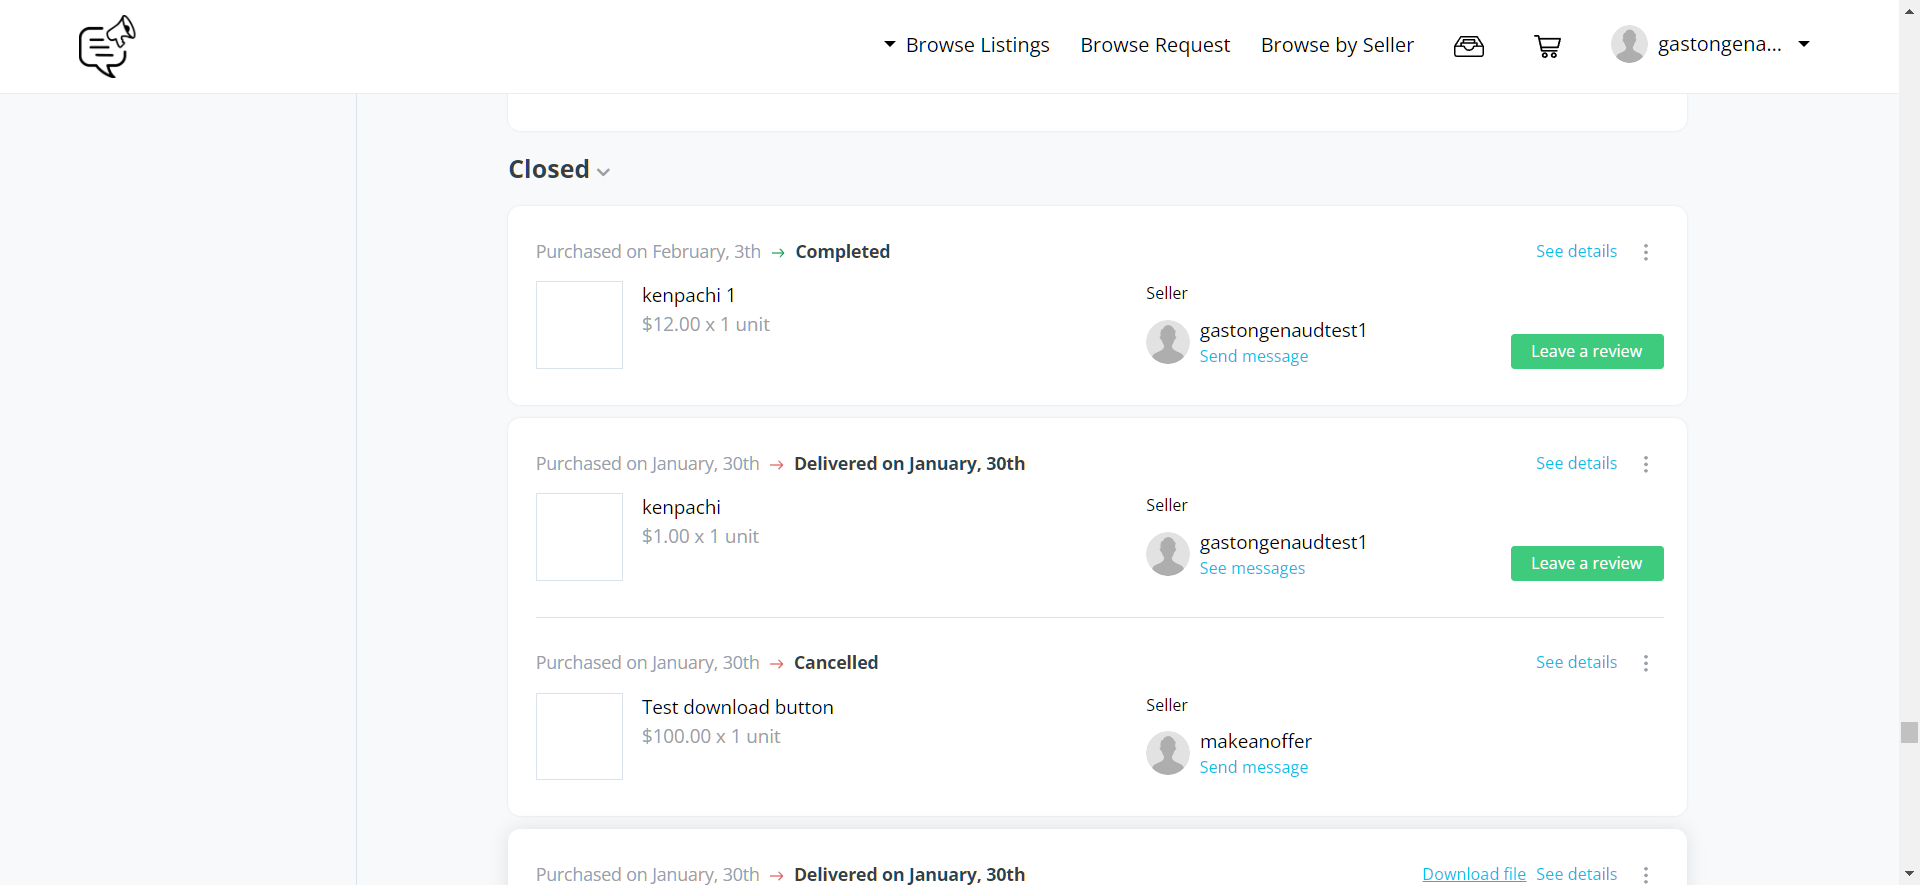 Browse Listings Browse Request Browse by Seller gastongena...
Closed
Purchased on February, 3th → Completed See details
kenpachi 1
$12.00 x 1 unit
Seller
gastongenaudtest1
Send message
Leave a review
Purchased on January, 30th → Delivered on January, 30th See details
kenpachi
$1.00 x 1 unit
Seller
gastongenaudtest1
See messages
Leave a review
Purchased on January, 30th → Cancelled See details
Test download button
$100.00 x 1 unit
Seller
makeanoffer
Send message
Purchased on January, 30th → Delivered on January, 30th Download file See details